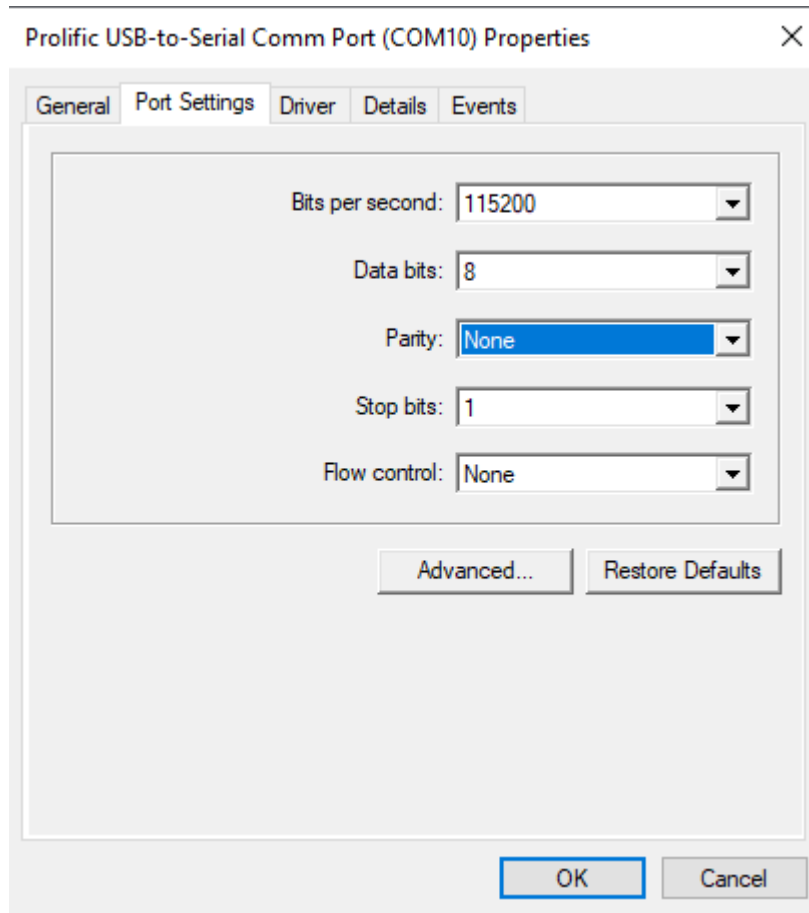 Prolific USB-to-Serial Comm Port (COM10) Properties
General Port Settings Driver Details Events
Bits per second: 115200
Data bits: 8
Parity: None
Stop bits: 1
Flow control: None
Advanced... Restore Defaults
OK Cancel